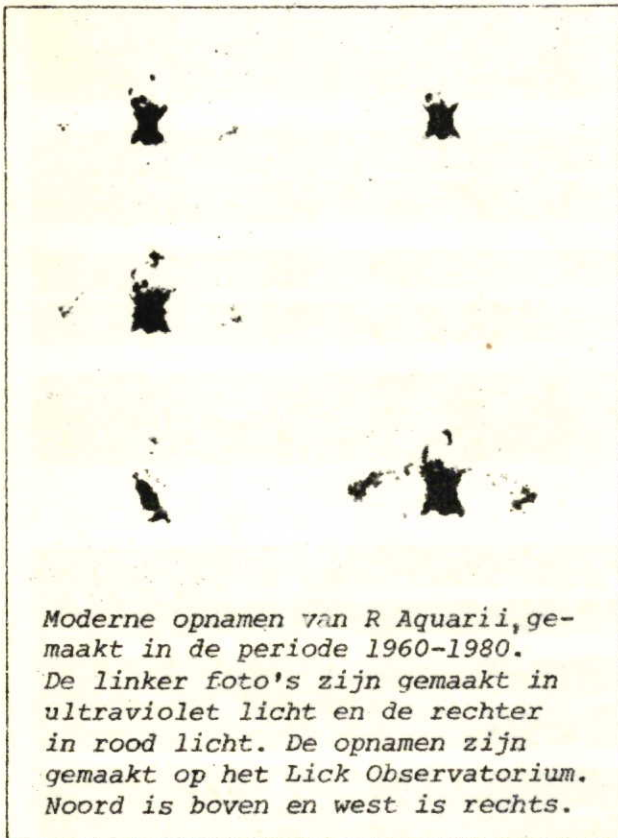 Moderne opnamen van R Aquarii, ge-
maakt in de periode 1960-1980.
De linker foto's zijn gemaakt in
ultraviolet licht en de rechter
in rood licht. De opnamen zijn
gemaakt op het Lick Observatorium.
Noord is boven en west is rechts.